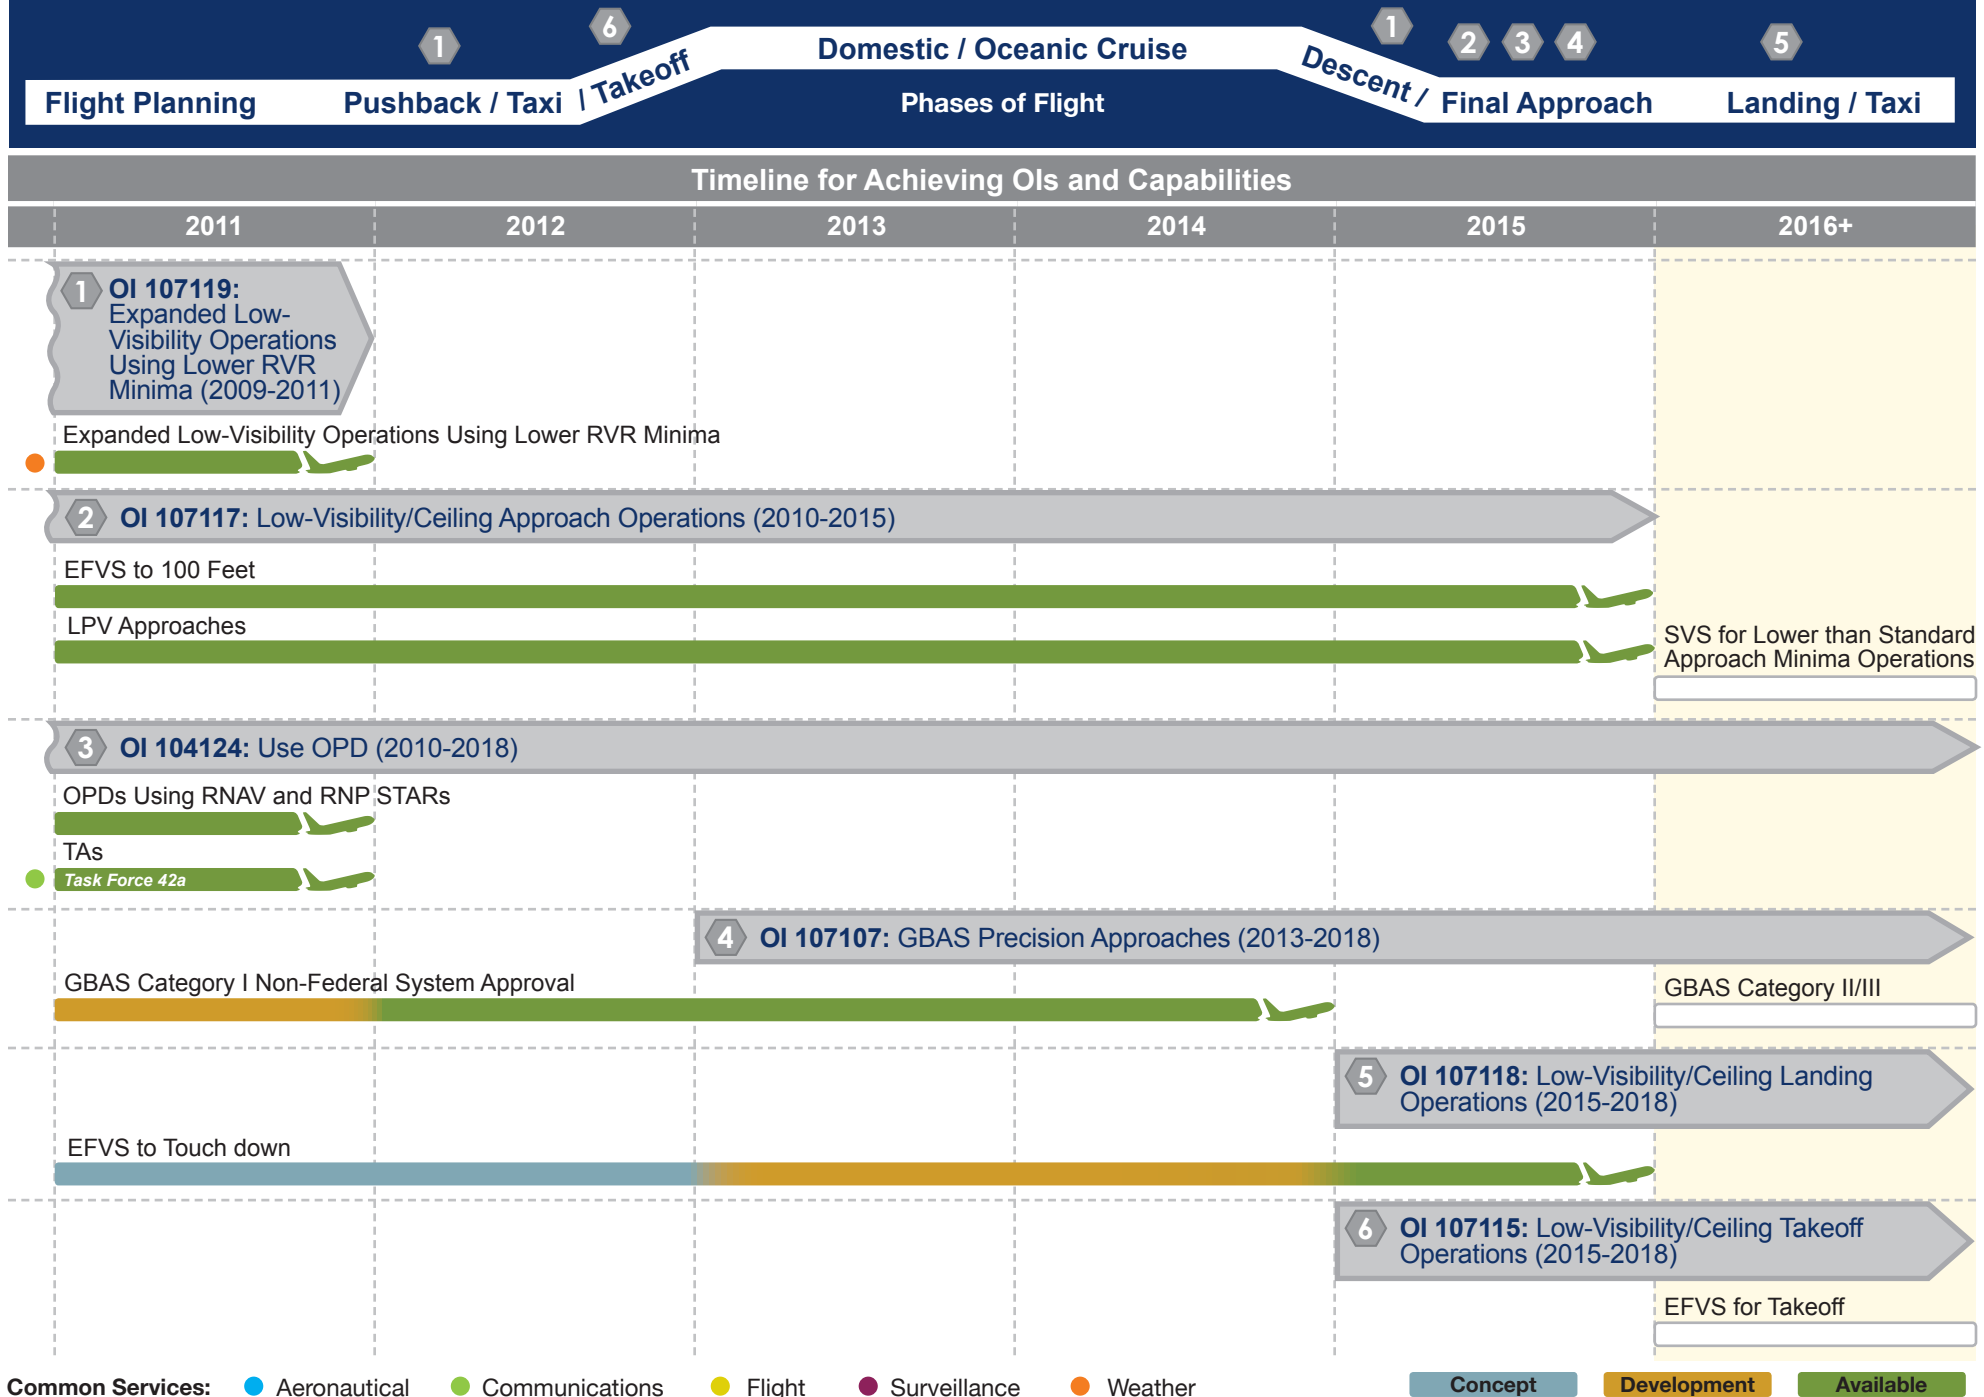 1
6
Domestic / Oceanic Cruise
1
2
3
4
5
Flight Planning
Pushback / Taxi
/ Takeoff
Phases of Flight
Descent /
Final Approach
Landing / Taxi
Timeline for Achieving OIs and Capabilities
2011
2012
2013
2014
2015
2016+
1
OI 107119:
Expanded Low-
Visibility Operations
Using Lower RVR
Minima (2009-2011)
Expanded Low-Visibility Operations Using Lower RVR Minima
2
OI 107117: Low-Visibility/Ceiling Approach Operations (2010-2015)
EFVS to 100 Feet
LPV Approaches
SVS for Lower than Standard
Approach Minima Operations
3
OI 104124: Use OPD (2010-2018)
OPDs Using RNAV and RNP STARs
TAs
Task Force 42a
4
OI 107107: GBAS Precision Approaches (2013-2018)
GBAS Category I Non-Federal System Approval
GBAS Category II/III
5
OI 107118: Low-Visibility/Ceiling Landing
Operations (2015-2018)
EFVS to Touch down
6
OI 107115: Low-Visibility/Ceiling Takeoff
Operations (2015-2018)
EFVS for Takeoff
Common Services:
Aeronautical
Communications
Flight
Surveillance
Weather
Concept
Development
Available